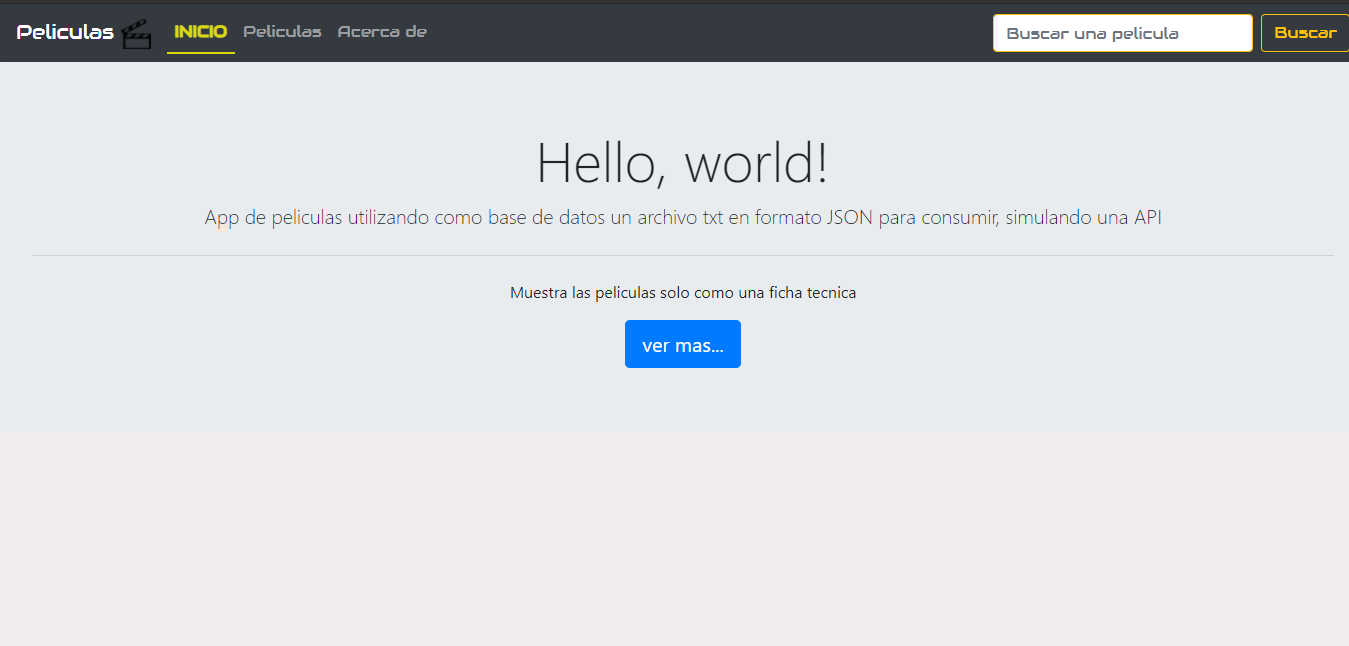 Peliculas INICIO Peliculas Acerca de Buscar una pelicula Buscar
Hello, world!
App de peliculas utilizando como base de datos un archivo txt en formato JSON para consumir, simulando una API
Muestra las peliculas solo como una ficha tecnica
ver mas...